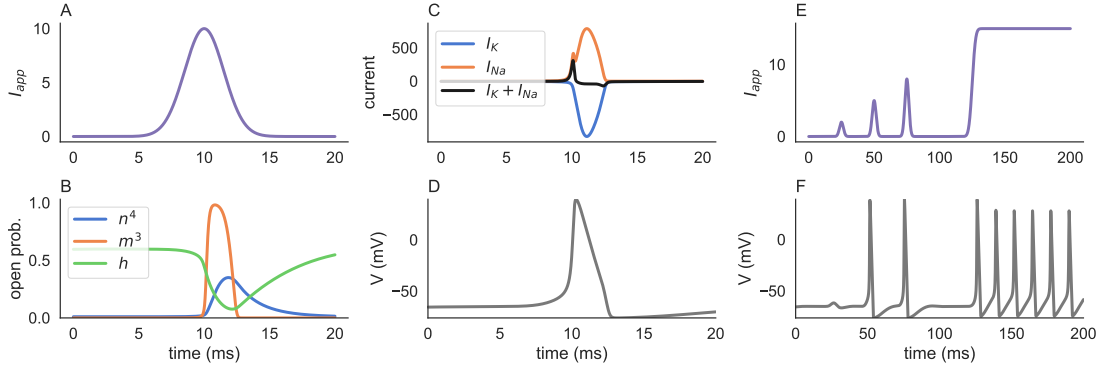 A
10
I_app
0
0 5 10 15 20
B
1.0
open prob.
0.5
0.0
n^4
m^3
h
0 5 10 15 20
time (ms)
C
500
current
0
−500
I_K
I_Na
I_K + I_Na
0 5 10 15 20
D
0
V (mV)
−50
0 5 10 15 20
time (ms)
E
10
I_app
0
0 50 100 150 200
F
0
V (mV)
−50
0 50 100 150 200
time (ms)